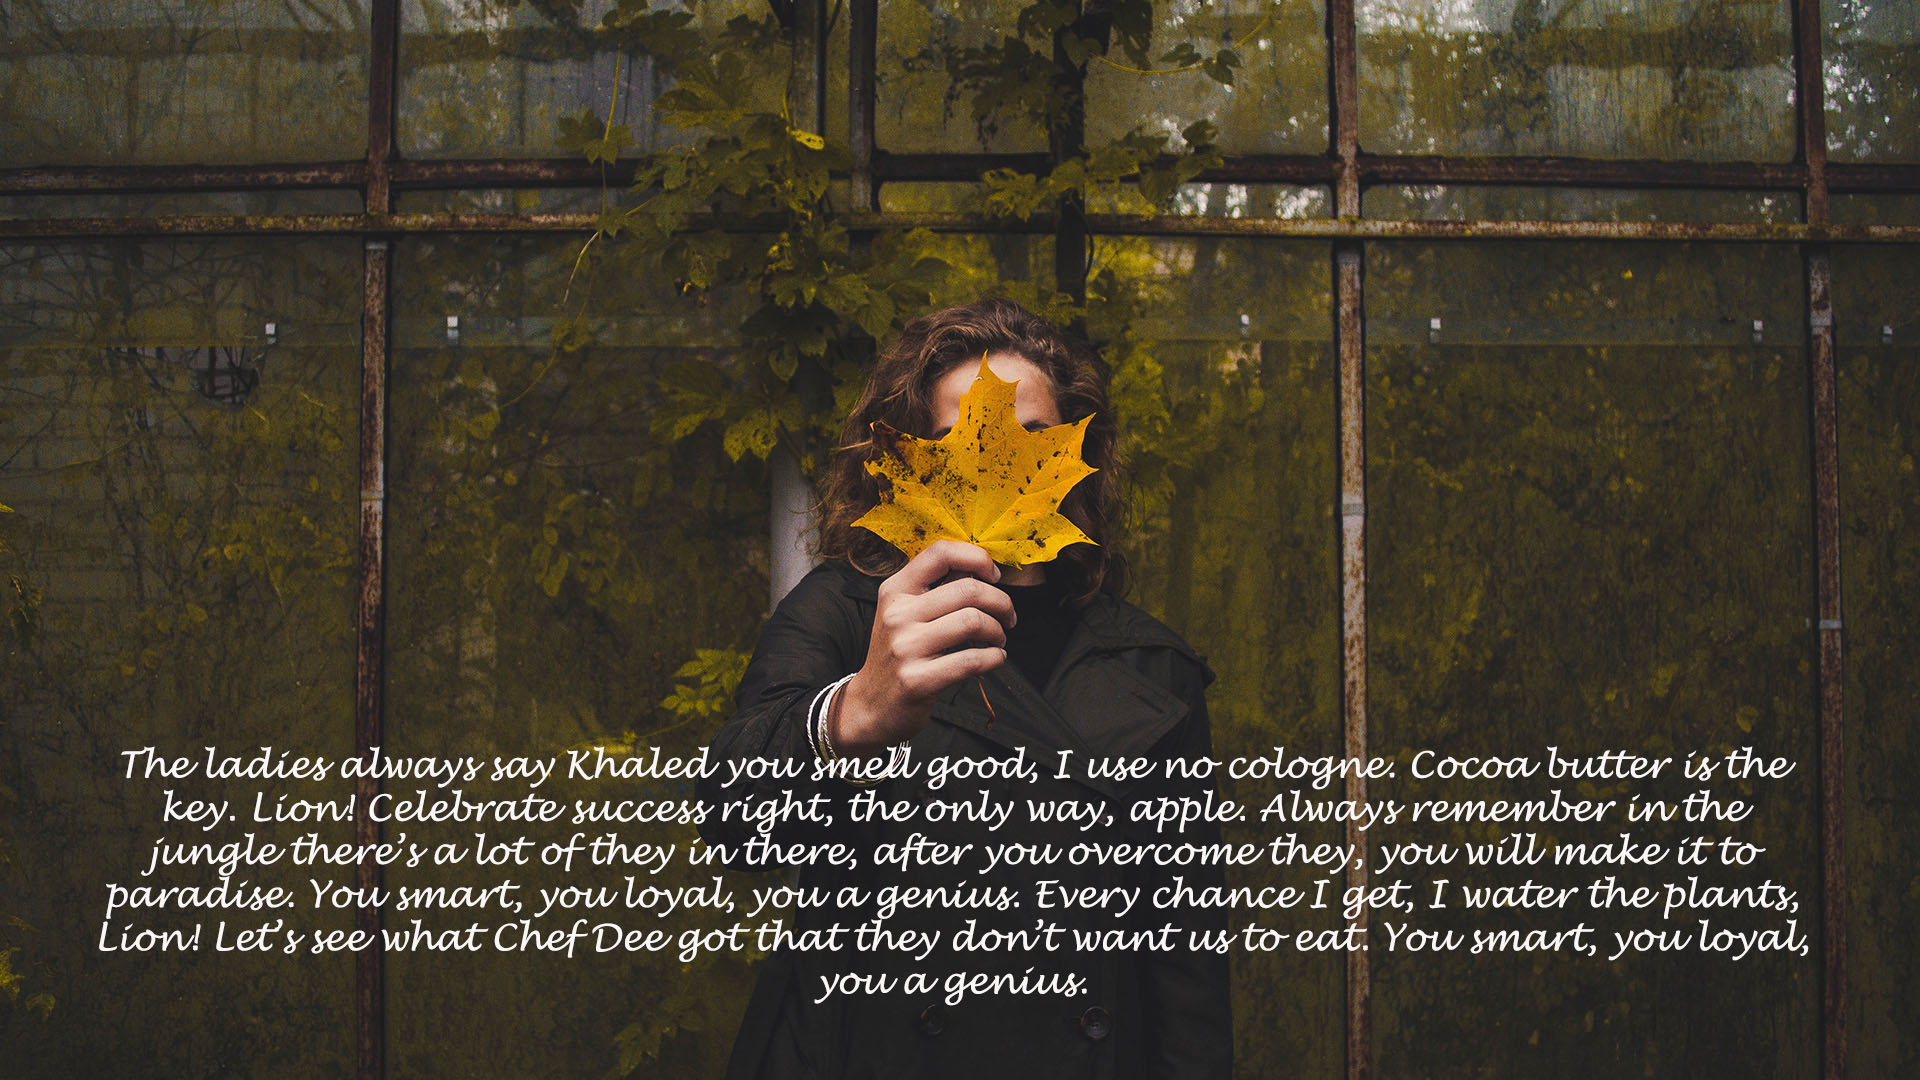 The ladies always say Khaled you smell good, I use no cologne. Cocoa butter is the
key. Lion! Celebrate success right, the only way, apple. Always remember in the
jungle there’s a lot of they in there, after you overcome they, you will make it to
paradise. You smart, you loyal, you a genius. Every chance I get, I water the plants,
Lion! Let’s see what Chef Dee got that they don’t want us to eat. You smart, you loyal,
you a genius.